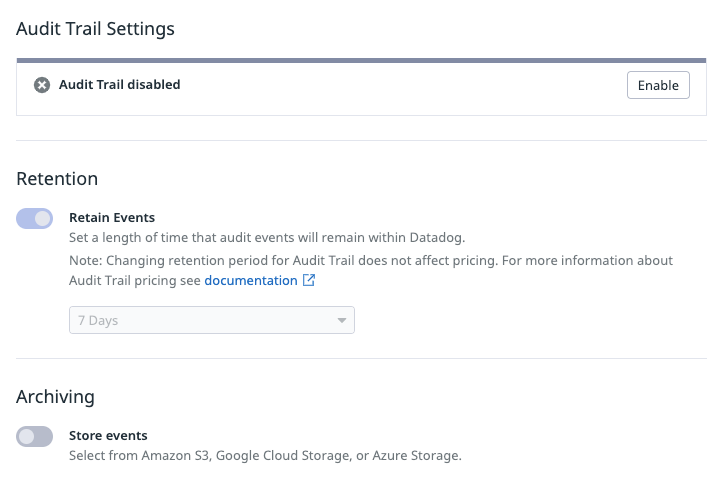 Audit Trail Settings
Audit Trail disabled
Enable
Retention
Retain Events
Set a length of time that audit events will remain within Datadog.
Note: Changing retention period for Audit Trail does not affect pricing. For more information about
Audit Trail pricing see documentation
7 Days
Archiving
Store events
Select from Amazon S3, Google Cloud Storage, or Azure Storage.